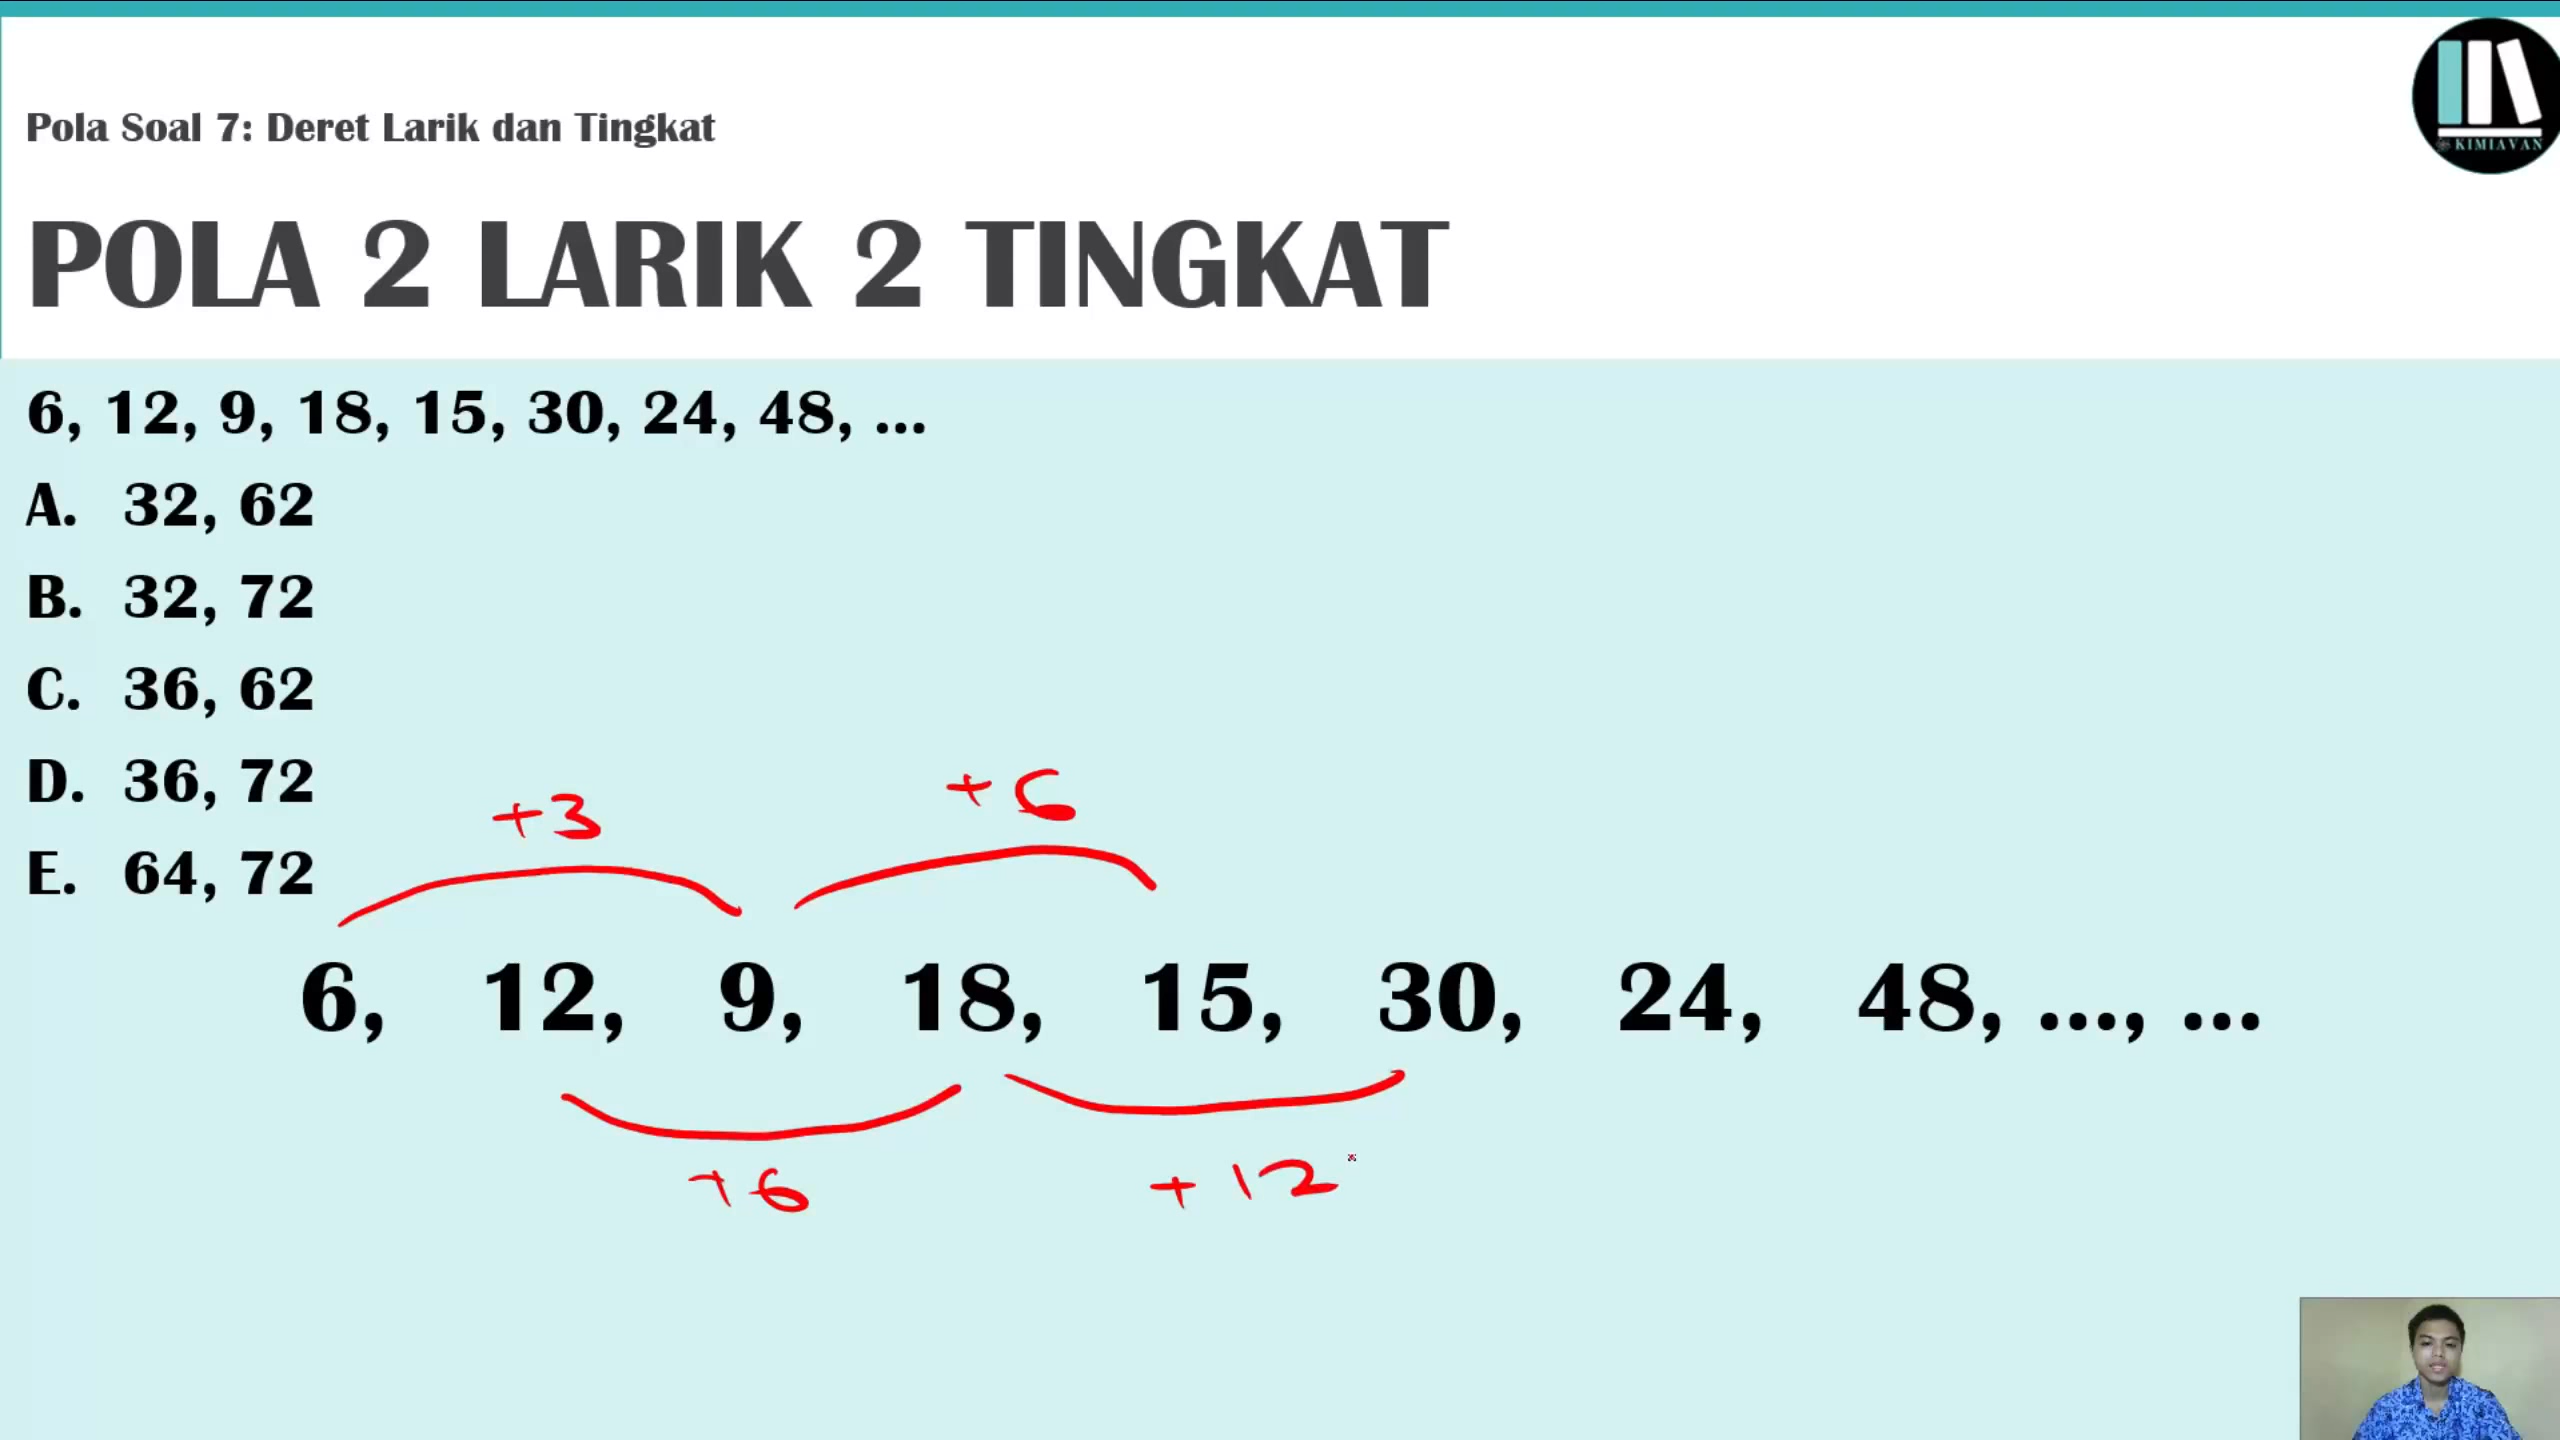 KIMIAVAN
Pola Soal 7: Deret Larik dan Tingkat
POLA 2 LARIK 2 TINGKAT
6, 12, 9, 18, 15, 30, 24, 48, ...
A. 32, 62
B. 32, 72
C. 36, 62
D. 36, 72
E. 64, 72
+3 +6
6, 12, 9, 18, 15, 30, 24, 48, ..., ...
+6 +12